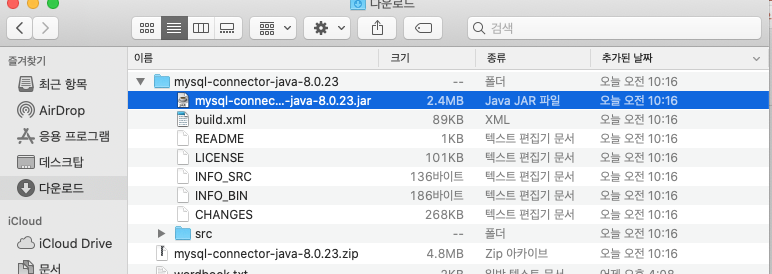 다운로드
검색
즐겨찾기
최근 항목
AirDrop
응용 프로그램
데스크탑
다운로드
iCloud
iCloud Drive
문서
이름 크기 종류 추가된 날짜
mysql-connector-java-8.0.23 -- 폴더 오늘 오전 10:16
mysql-connec...-java-8.0.23.jar 2.4MB Java JAR 파일 오늘 오전 10:16
build.xml 89KB XML 오늘 오전 10:16
README 1KB 텍스트 편집기 문서 오늘 오전 10:16
LICENSE 101KB 텍스트 편집기 문서 오늘 오전 10:16
INFO_SRC 136바이트 텍스트 편집기 문서 오늘 오전 10:16
INFO_BIN 186바이트 텍스트 편집기 문서 오늘 오전 10:16
CHANGES 268KB 텍스트 편집기 문서 오늘 오전 10:16
src -- 폴더 오늘 오전 10:16
mysql-connector-java-8.0.23.zip 4.8MB Zip 아카이브 오늘 오전 10:16